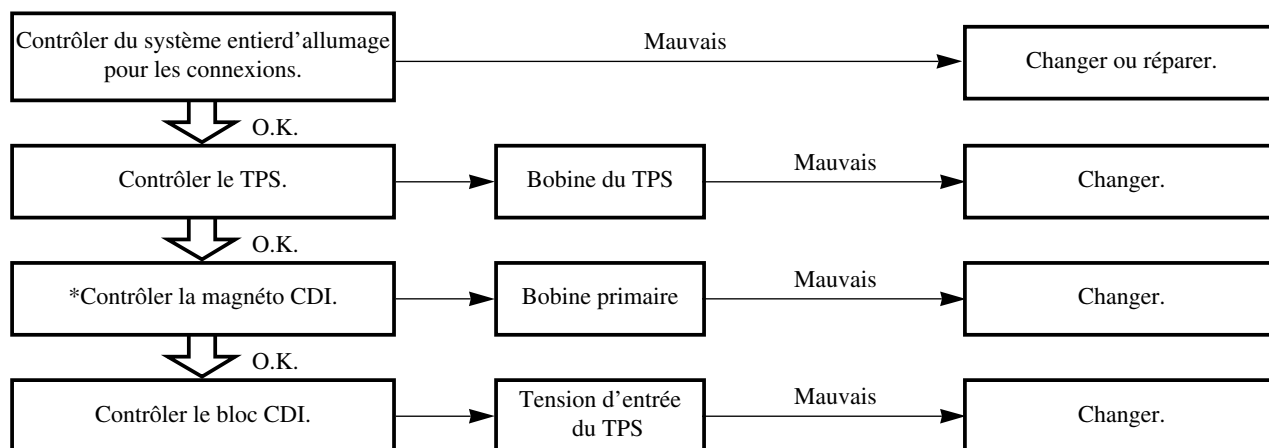 Contrôler du système entierd’allumage
pour les connexions.
Mauvais
Changer ou réparer.
O.K.
Contrôler le TPS.
Bobine du TPS
Mauvais
Changer.
O.K.
*Contrôler la magnéto CDI.
Bobine primaire
Mauvais
Changer.
O.K.
Contrôler le bloc CDI.
Tension d’entrée
du TPS
Mauvais
Changer.